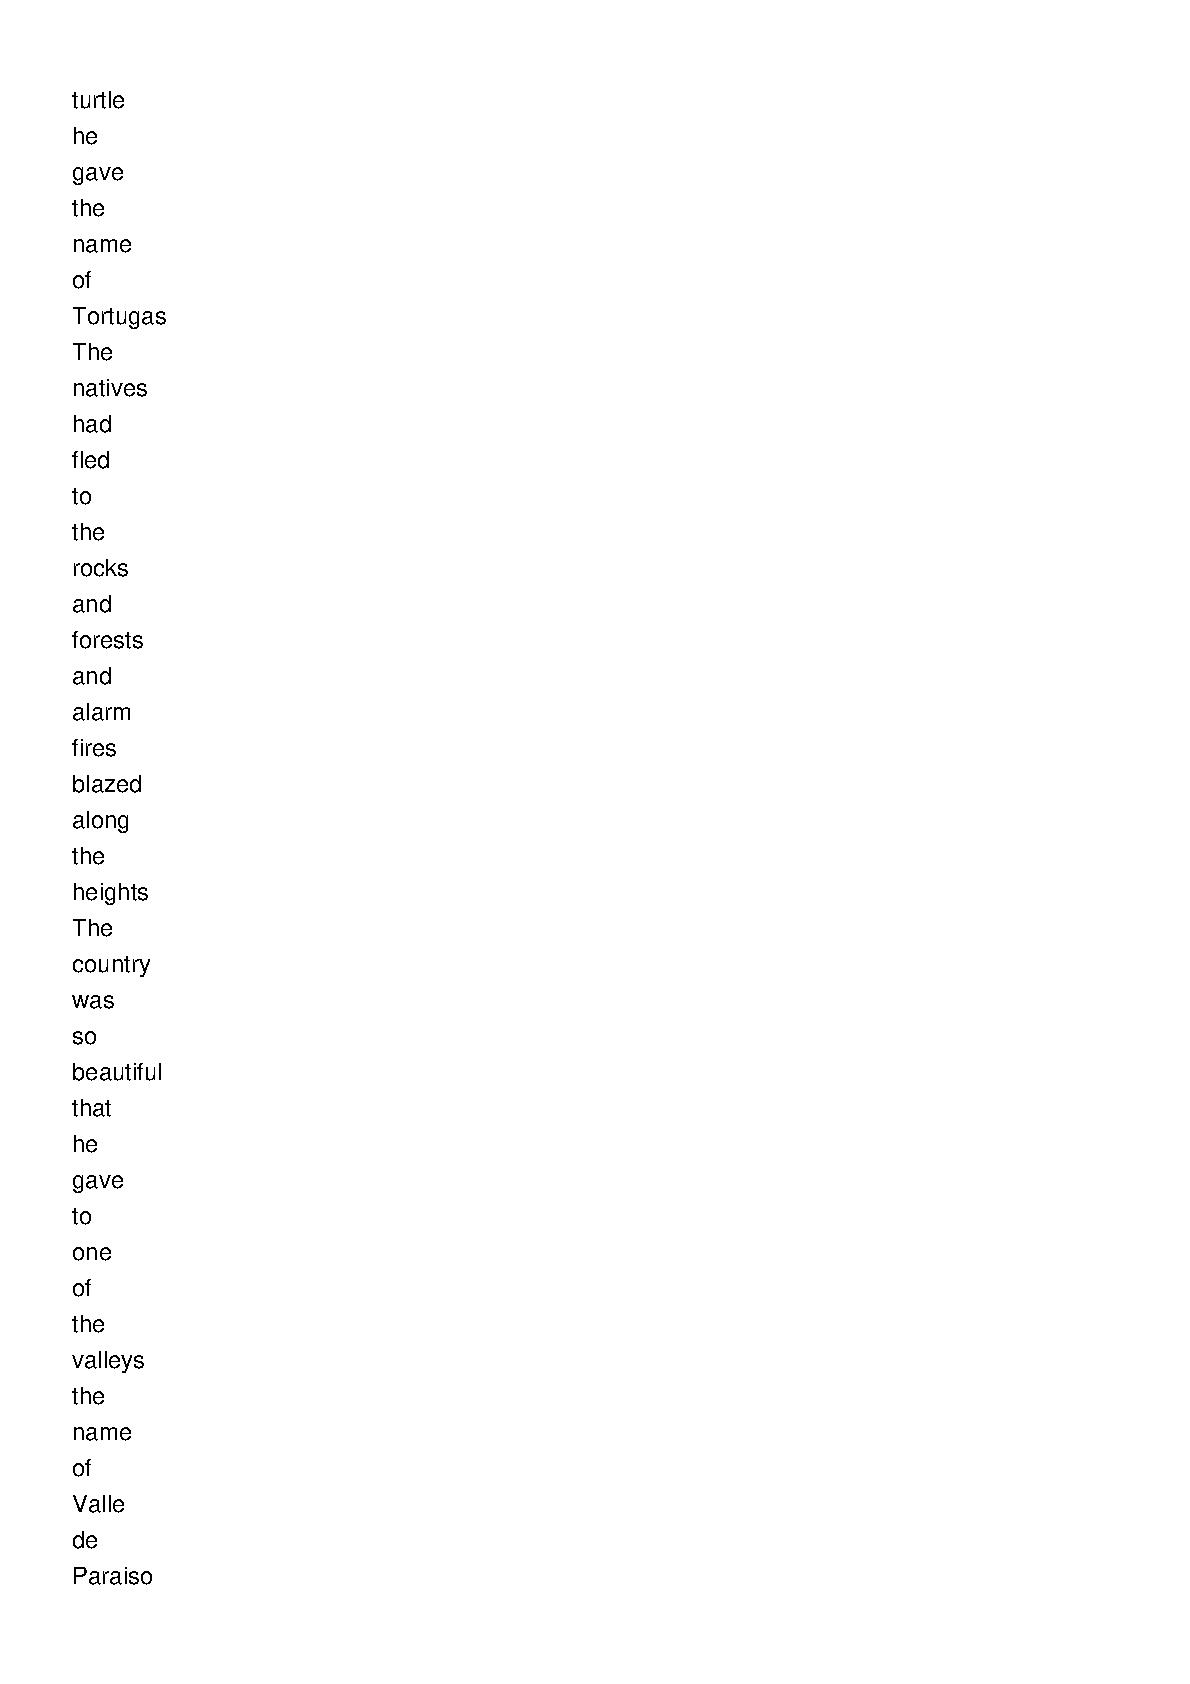 turtle
he
gave
the
name
of
Tortugas
The
natives
had
fled
to
the
rocks
and
forests
and
alarm
fires
blazed
along
the
heights
The
country
was
so
beautiful
that
he
gave
to
one
of
the
valleys
the
name
of
Valle
de
Paraiso